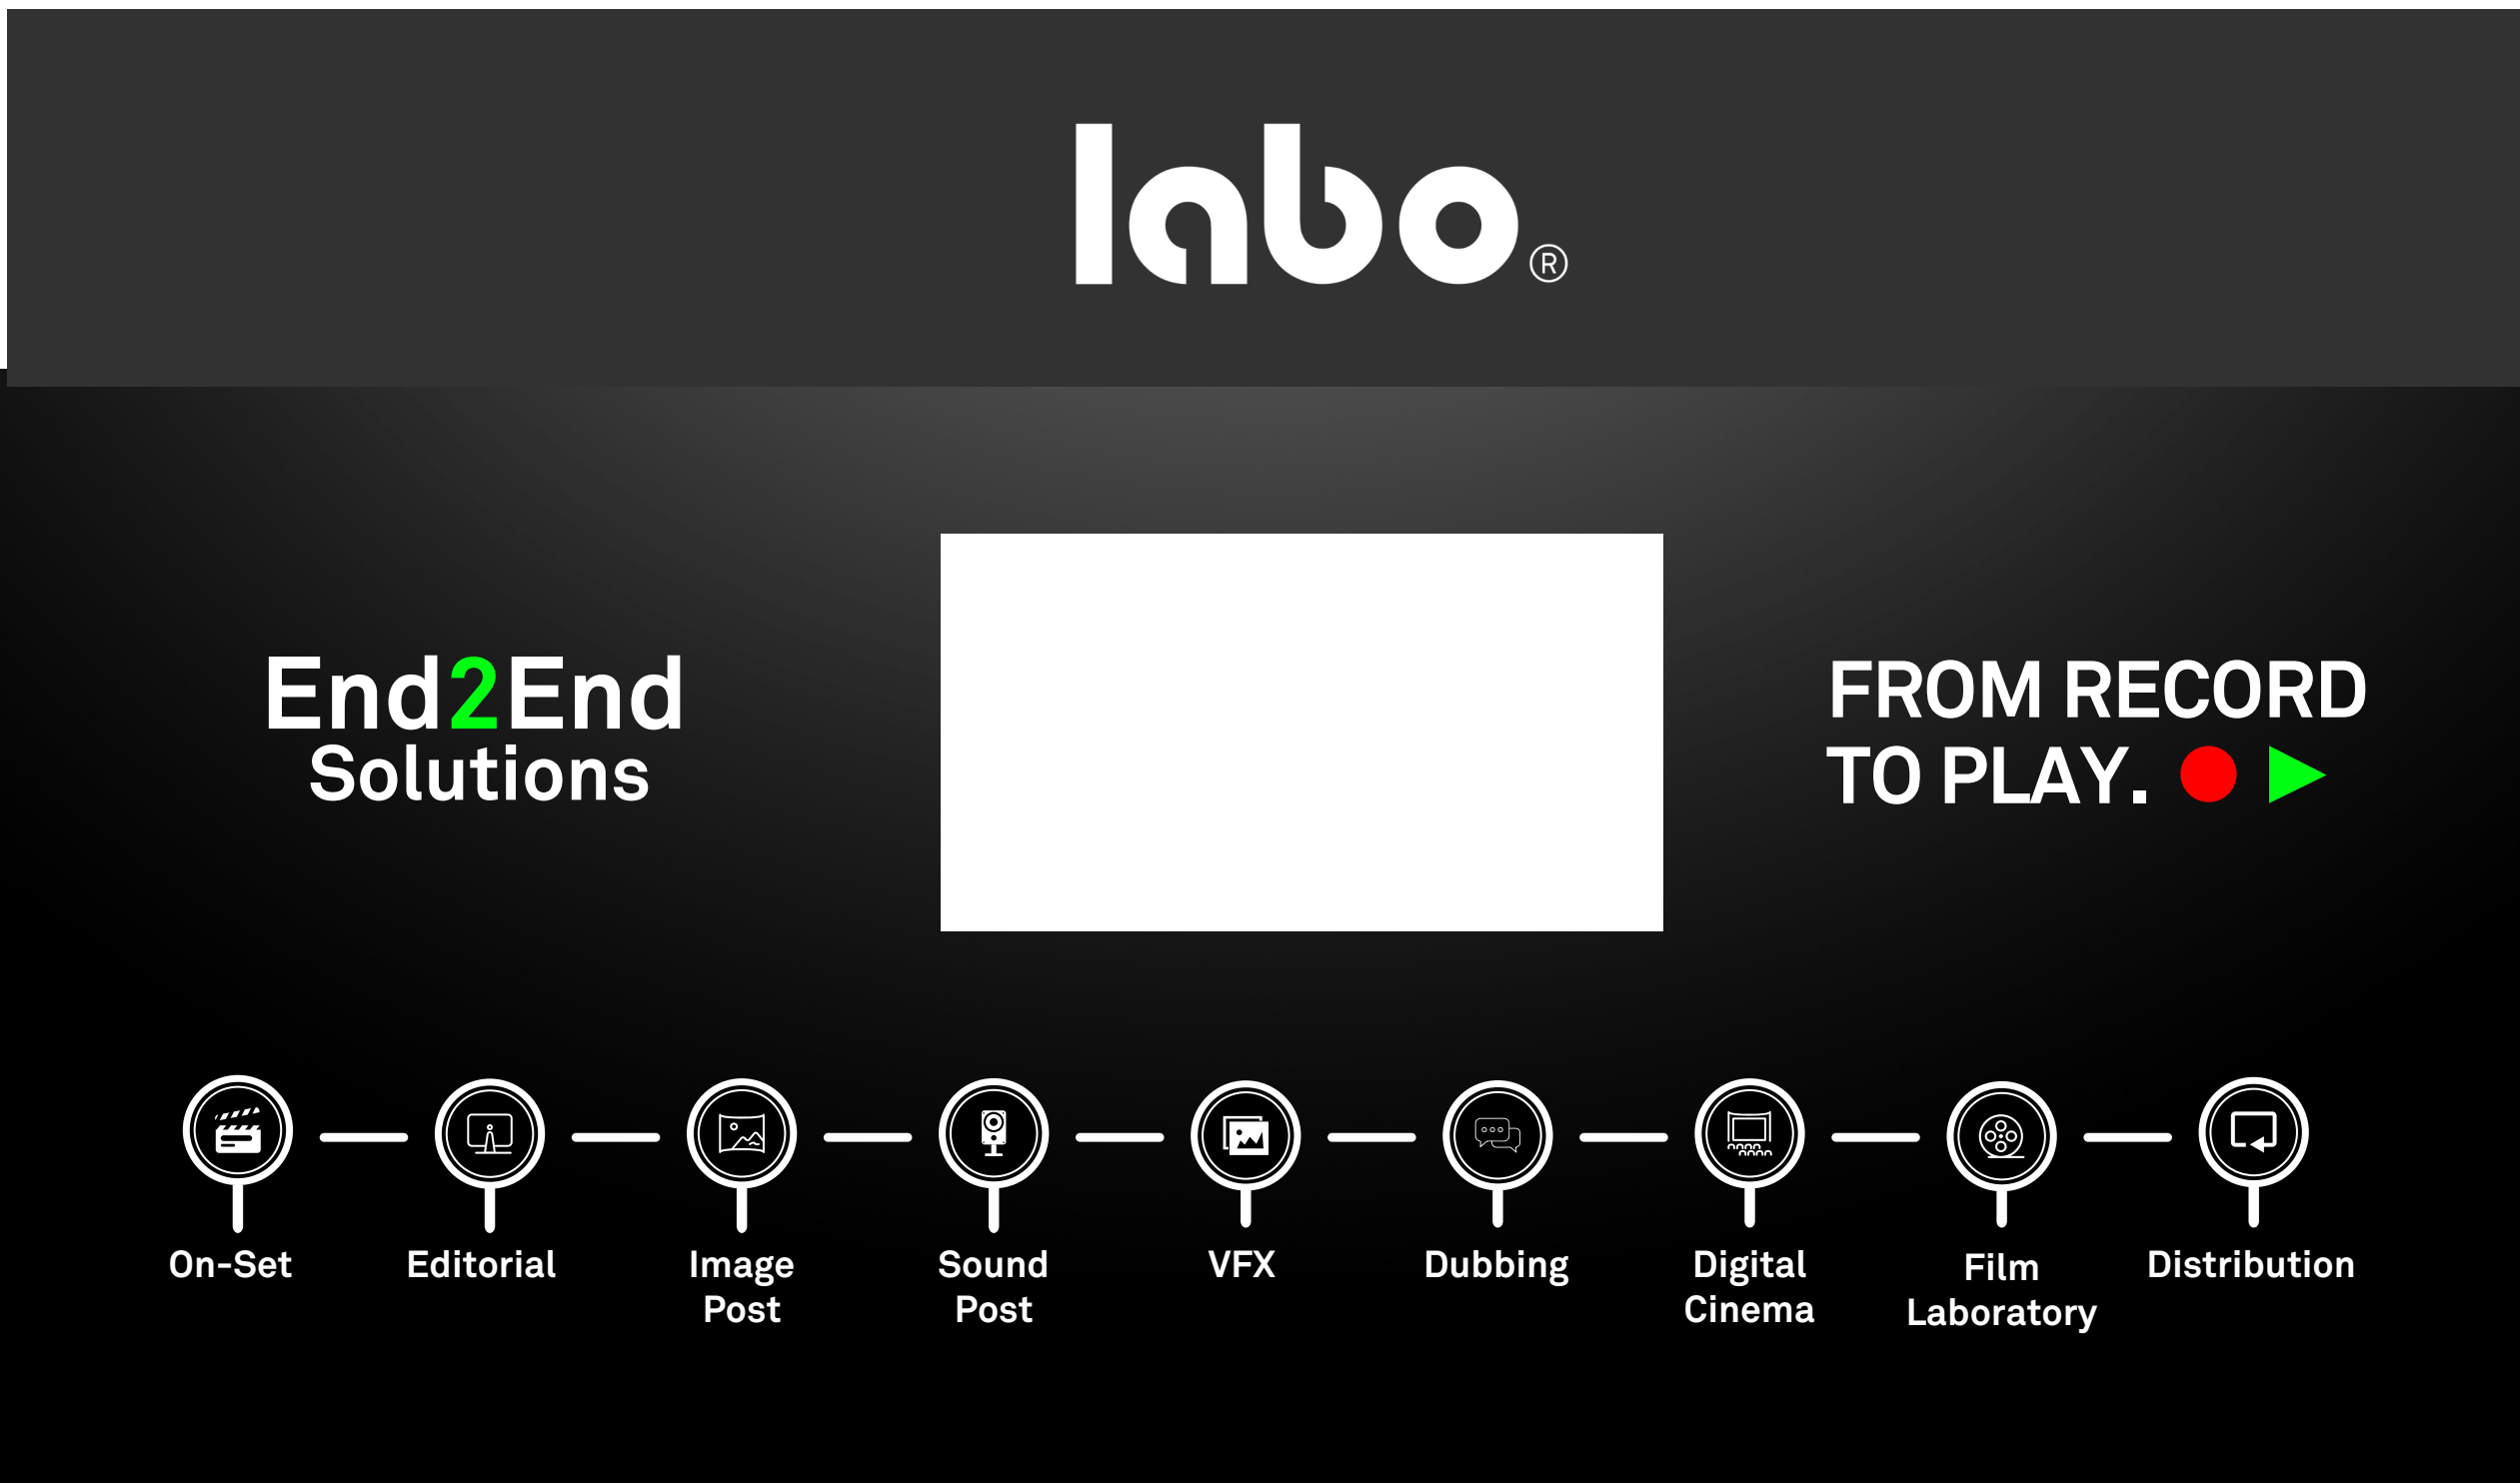 labo®
End2End
Solutions
FROM RECORD
TO PLAY.
On-Set
Editorial
Image
Post
Sound
Post
VFX
Dubbing
Digital
Cinema
Film
Laboratory
Distribution